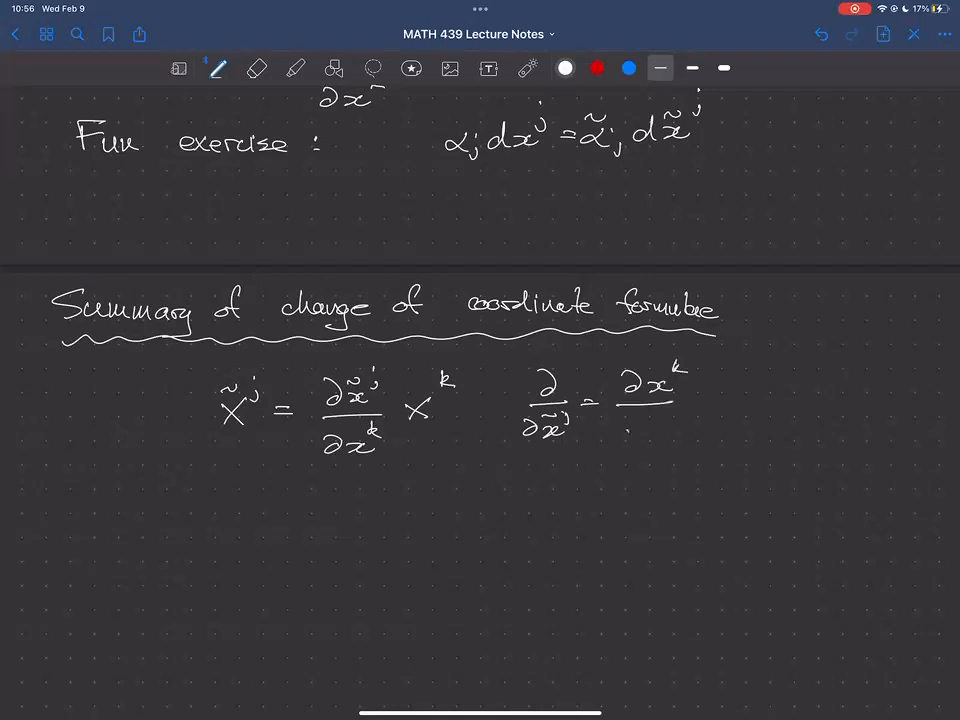 10:56 Wed Feb 9
17%
MATH 439 Lecture Notes
∂x
Fun exercise : α_j dx^j = α̃_j dx̃^j
Summary of change of coordinate formulae
X̃^j = ∂x̃^j/∂x^k X^k ∂/∂x̃^j = ∂x^k